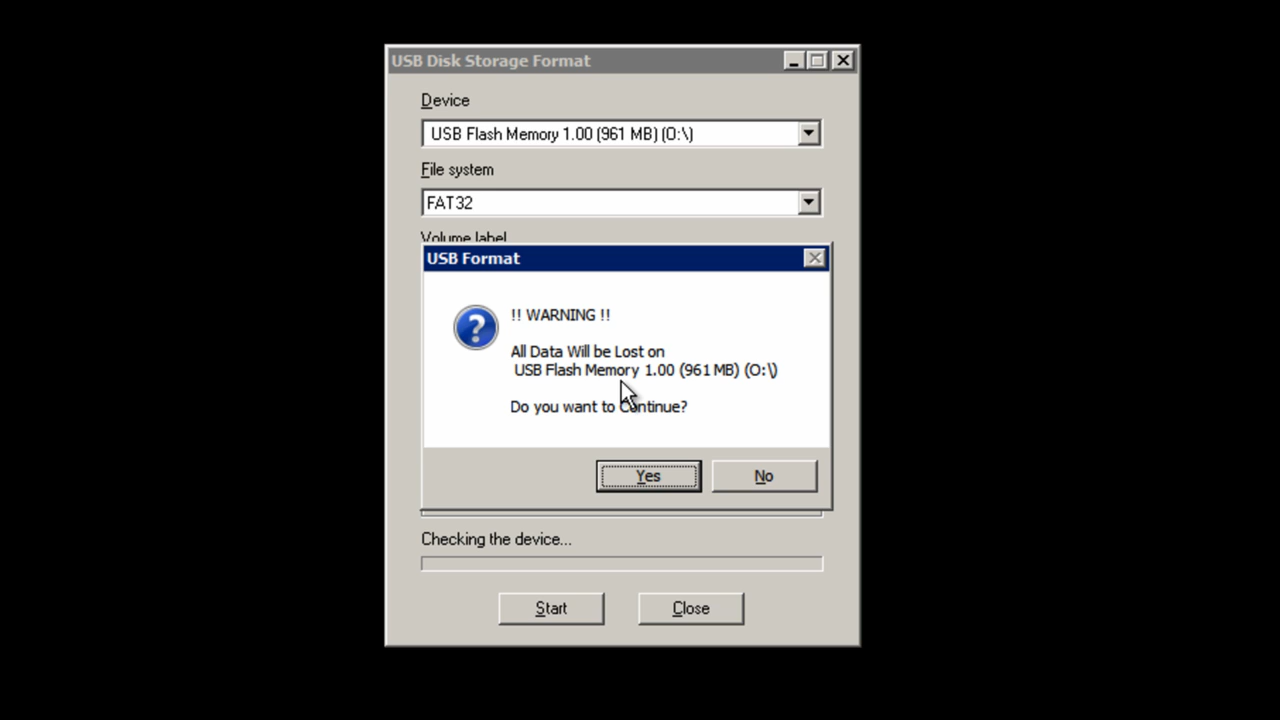 USB Disk Storage Format
Device
USB Flash Memory 1.00 (961 MB) (O:\)
File system
FAT32
Volume label
USB Format
!! WARNING !!
All Data Will be Lost on
USB Flash Memory 1.00 (961 MB) (O:\)
Do you want to Continue?
Yes No
Checking the device...
Start Close